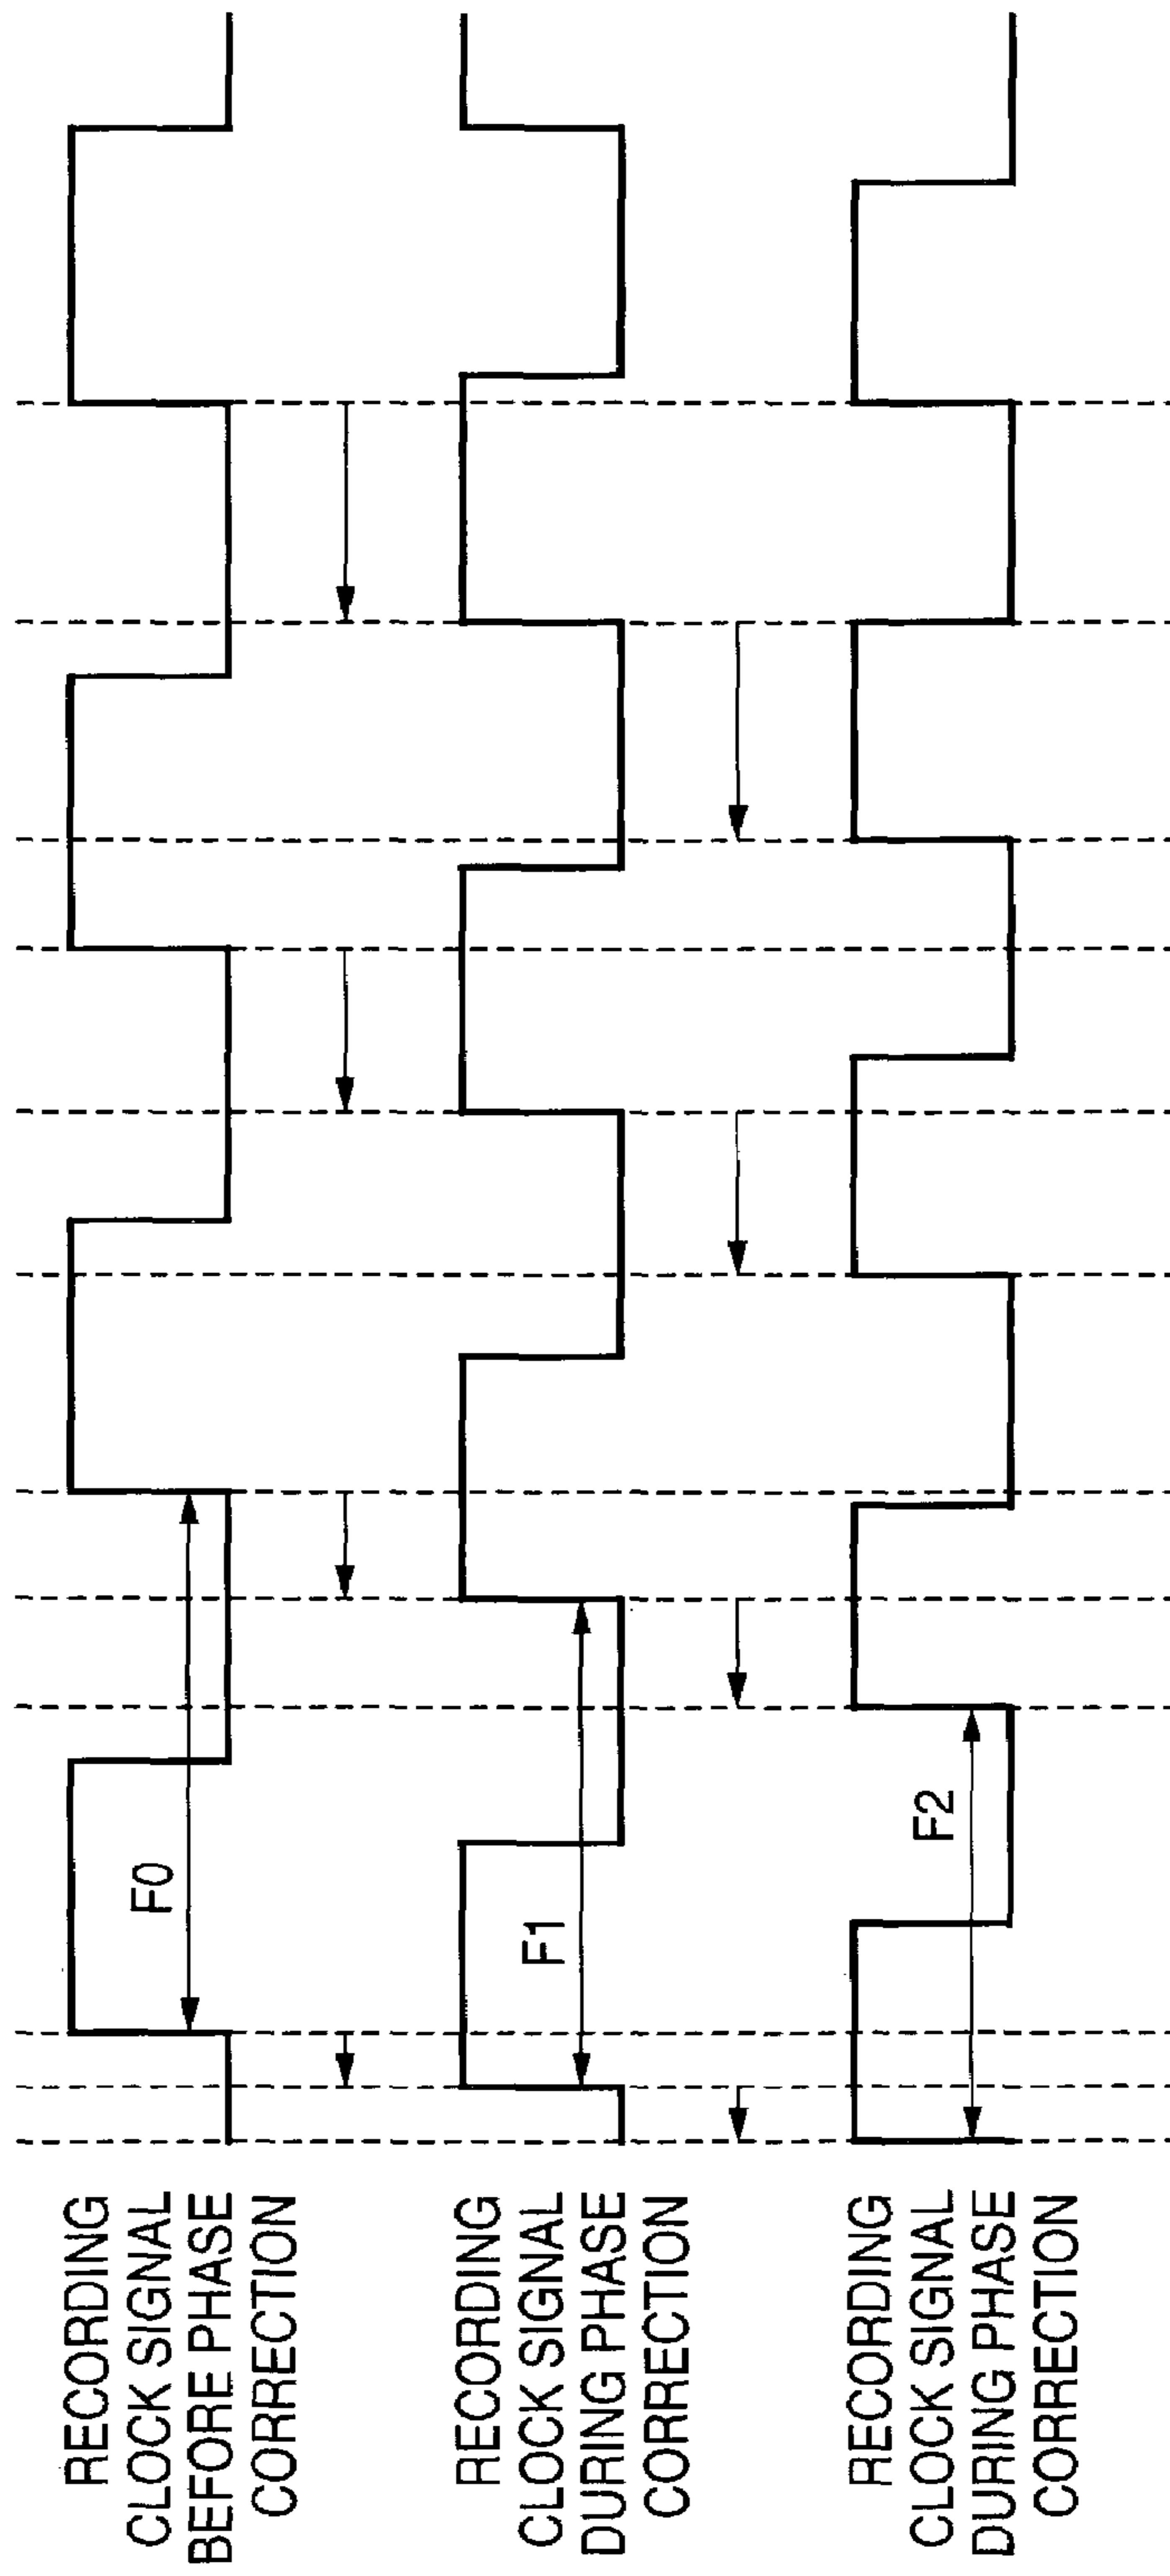 RECORDING
CLOCK SIGNAL
BEFORE PHASE
CORRECTION
F0
RECORDING
CLOCK SIGNAL
DURING PHASE
CORRECTION
F1
RECORDING
CLOCK SIGNAL
DURING PHASE
CORRECTION
F2